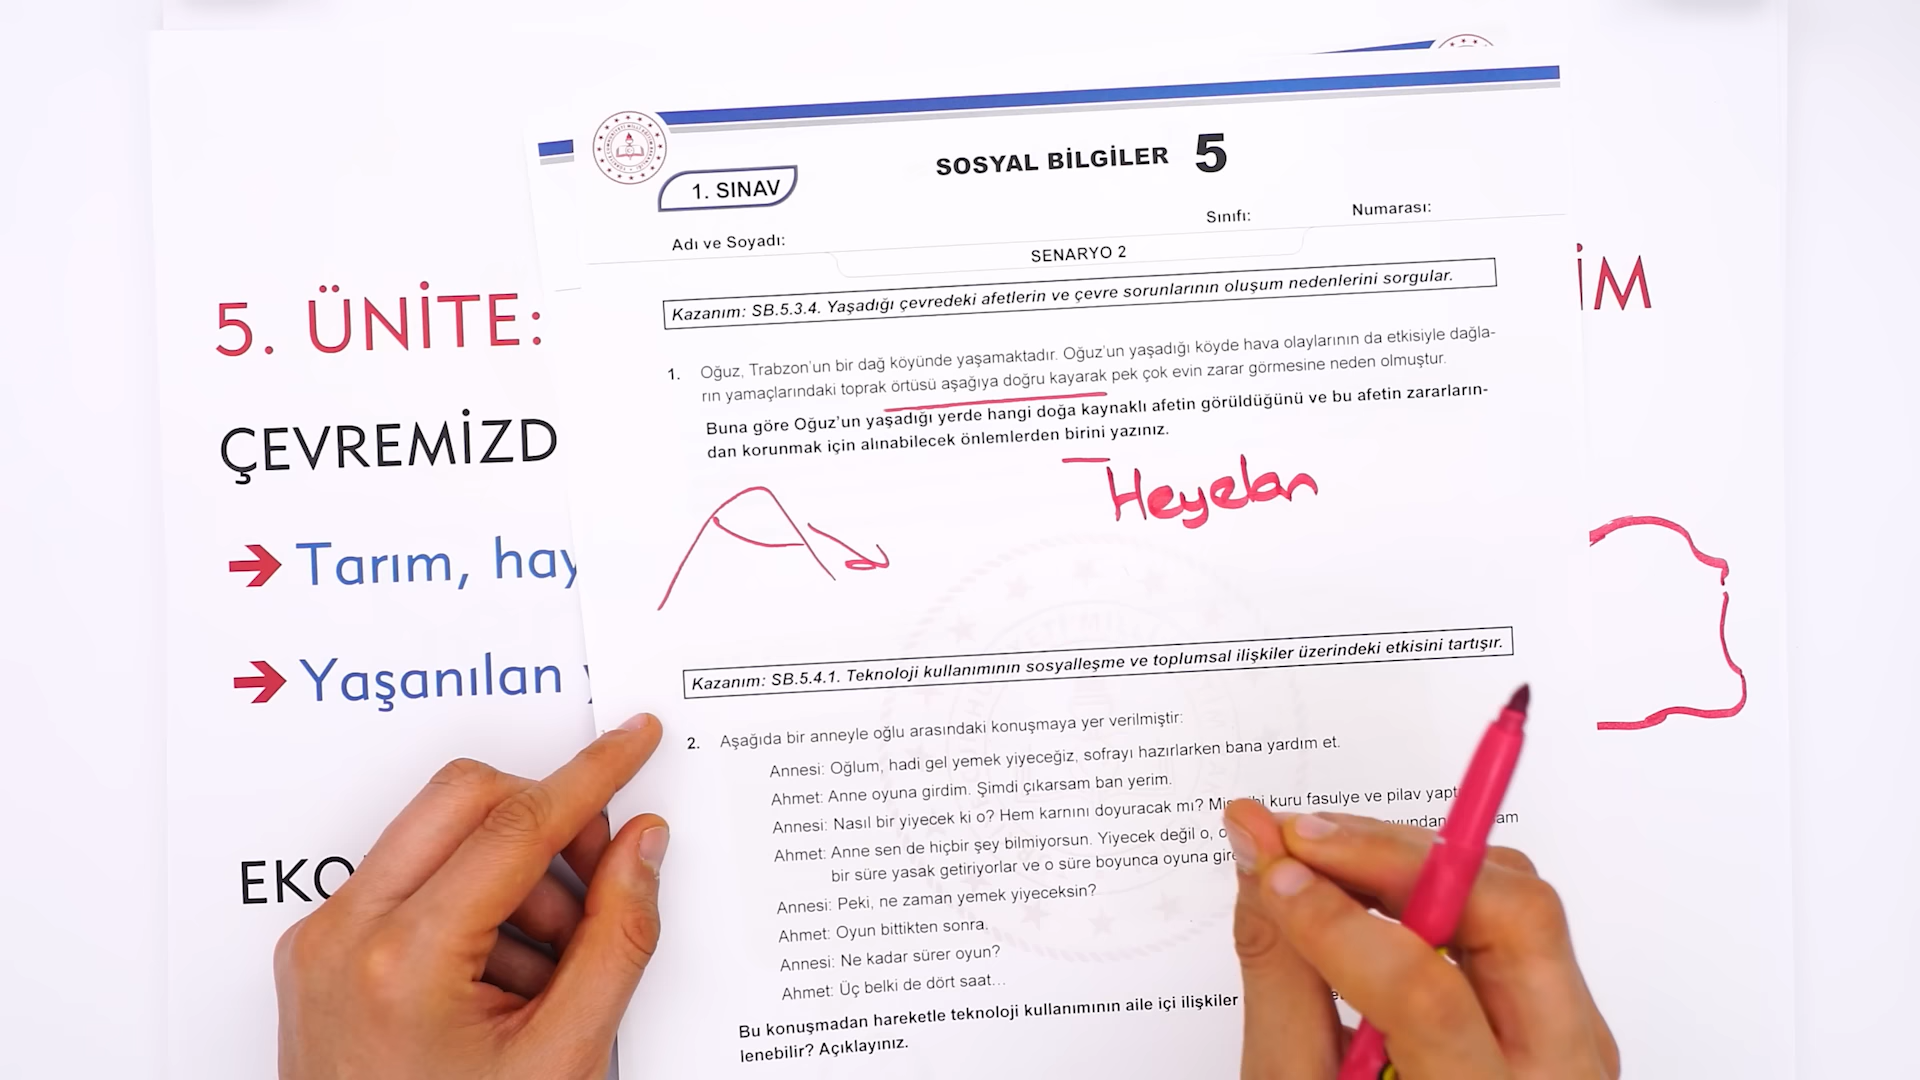 SOSYAL BİLGİLER 5
1. SINAV
Adı ve Soyadı:
Sınıfı:
Numarası:
SENARYO 2
Kazanım: SB.5.3.4. Yaşadığı çevredeki afetlerin ve çevre sorunlarının oluşum nedenlerini sorgular.
1. Oğuz, Trabzon'un bir dağ köyünde yaşamaktadır. Oğuz'un yaşadığı köyde hava olaylarının da etkisiyle dağla-
rın yamaçlarındaki toprak örtüsü aşağıya doğru kayarak pek çok evin zarar görmesine neden olmuştur.
Buna göre Oğuz'un yaşadığı yerde hangi doğa kaynaklı afetin görüldüğünü ve bu afetin zararların-
dan korunmak için alınabilecek önlemlerden birini yazınız.
Heyelan
Kazanım: SB.5.4.1. Teknoloji kullanımının sosyalleşme ve toplumsal ilişkiler üzerindeki etkisini tartışır.
2. Aşağıda bir anneyle oğlu arasındaki konuşmaya yer verilmiştir:
Annesi: Oğlum, hadi gel yemek yiyeceğiz, sofrayı hazırlarken bana yardım et.
Ahmet: Anne oyuna girdim. Şimdi çıkarsam ban yerim.
Annesi: Nasıl bir yiyecek ki o? Hem karnını doyuracak mı? kuru fasulye ve pilav
Ahmet: Anne sen de hiçbir şey bilmiyorsun. Yiyecek değil o,
bir süre yasak getiriyorlar ve o süre boyunca oyuna
Annesi: Peki, ne zaman yemek yiyeceksin?
Ahmet: Oyun bittikten sonra.
Annesi: Ne kadar sürer oyun?
Ahmet: Üç belki de dört saat...
Bu konuşmadan hareketle teknoloji kullanımının aile içi ilişkiler
lenebilir? Açıklayınız.
5. ÜNİTE:
İM
ÇEVREMİZD
Tarım, hay
Yaşanılan
EKO